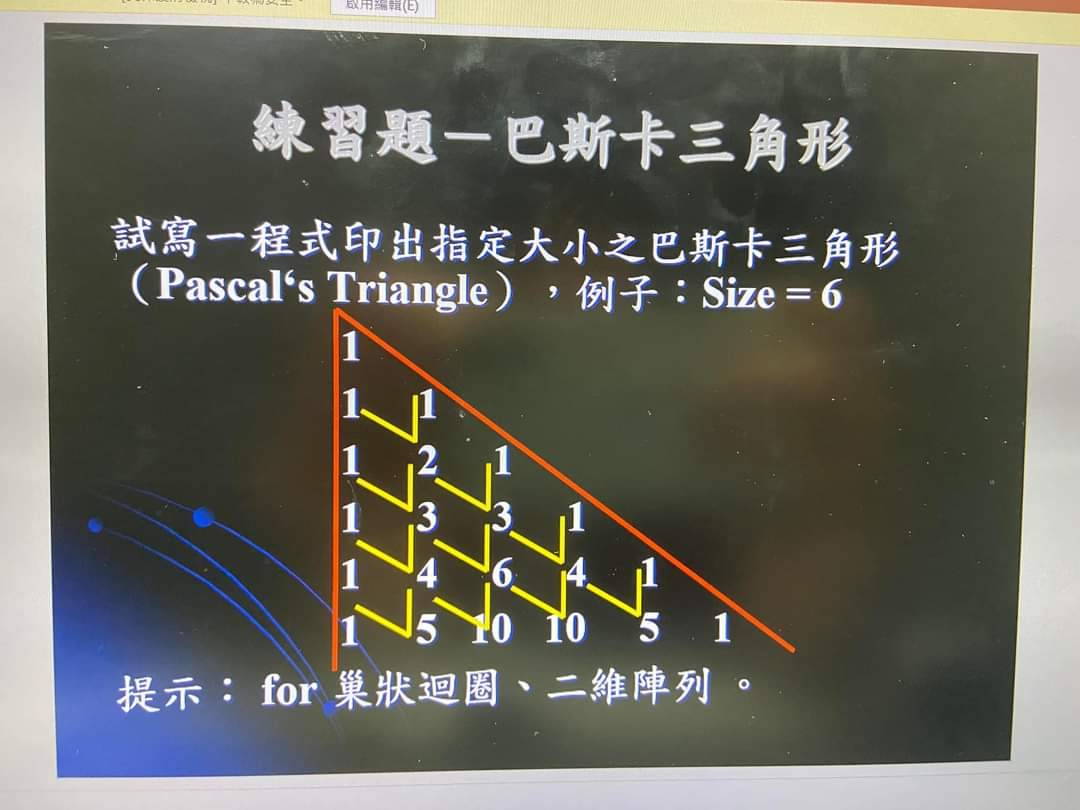 啟用編輯(E)
練習題－巴斯卡三角形
試寫一程式印出指定大小之巴斯卡三角形
（Pascal‘s Triangle），例子：Size = 6
1
1 1
1 2 1
1 3 3 1
1 4 6 4 1
1 5 10 10 5 1
提示： for 巢狀迴圈、二維陣列 。